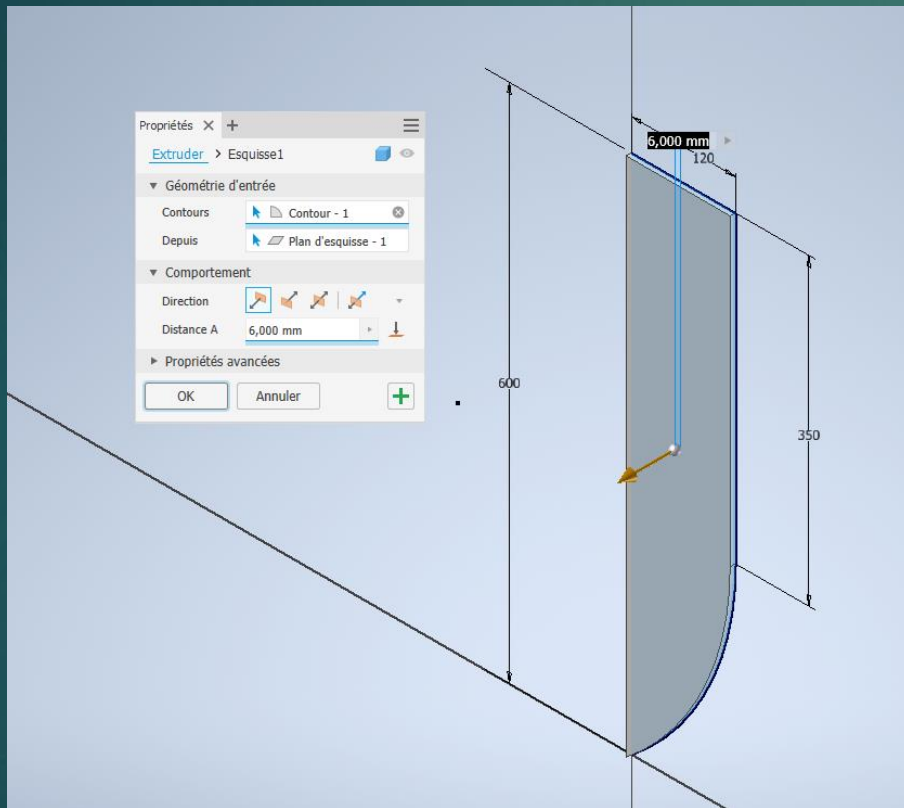 Propriétés
Extruder > Esquisse1
Géométrie d'entrée
Contours Contour - 1
Depuis Plan d'esquisse - 1
Comportement
Direction
Distance A 6,000 mm
Propriétés avancées
OK Annuler
6,000 mm
120
600
350